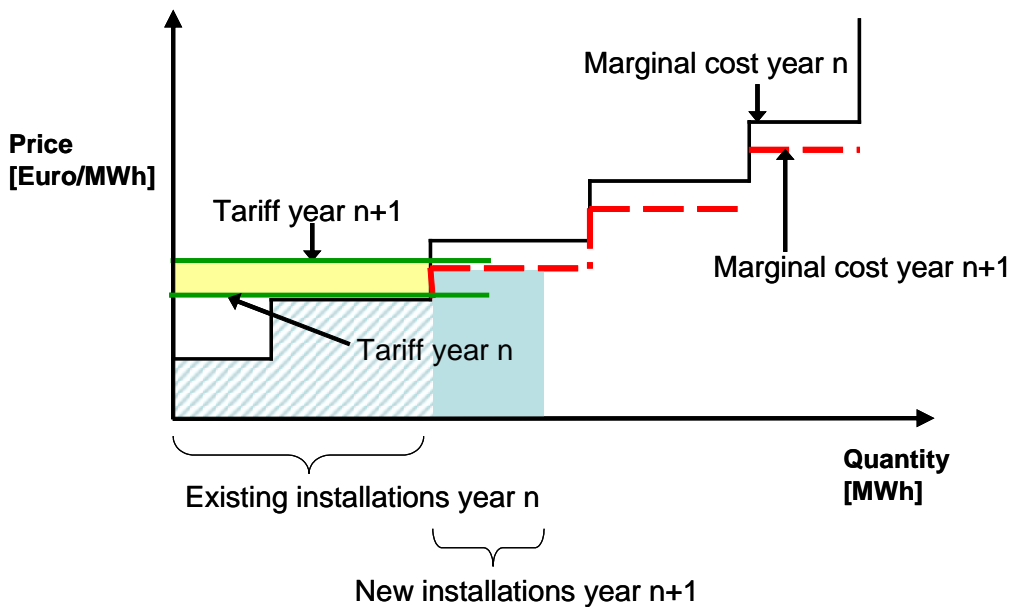 Marginal cost year n
Price
[Euro/MWh]
Tariff year n+1
Marginal cost year n+1
Tariff year n
Quantity
[MWh]
Existing installations year n
New installations year n+1